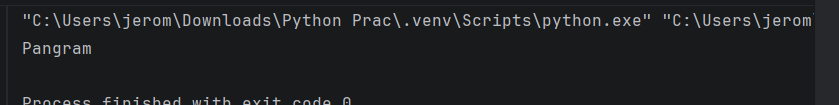 "C:\Users\jerom\Downloads\Python Prac\.venv\Scripts\python.exe" "C:\Users\jerom
Pangram
Process finished with exit code 0